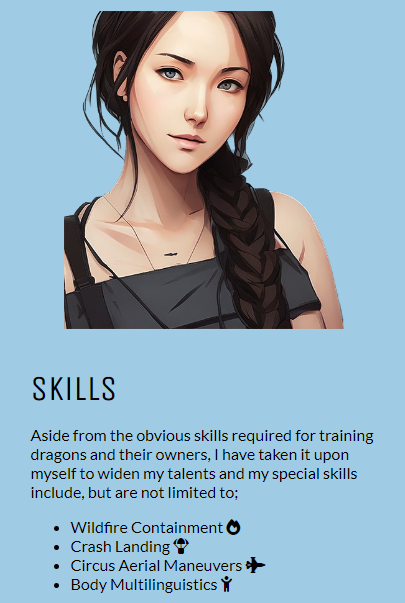 SKILLS
Aside from the obvious skills required for training
dragons and their owners, I have taken it upon
myself to widen my talents and my special skills
include, but are not limited to;
• Wildfire Containment
• Crash Landing
• Circus Aerial Maneuvers
• Body Multilinguistics